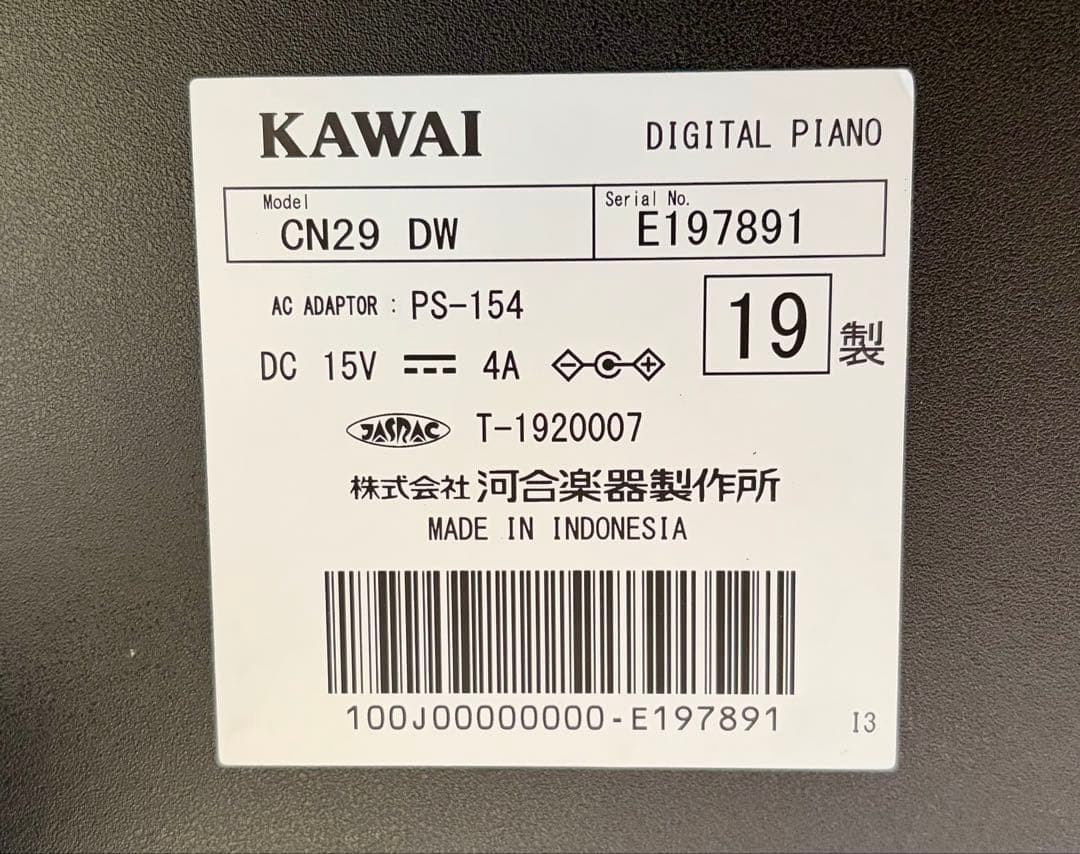 KAWAI DIGITAL PIANO
Model Serial No.
CN29 DW E197891
AC ADAPTOR : PS-154
19 製
DC 15V 4A
JASRAC T-1920007
株式会社 河合楽器製作所
MADE IN INDONESIA
100J00000000-E197891 I3